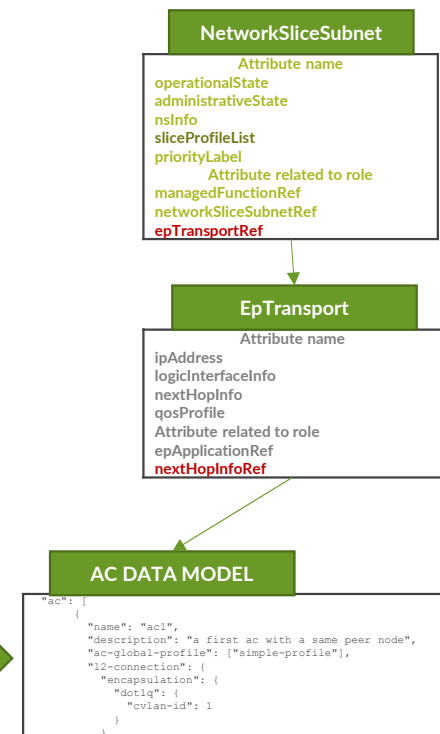 NetworkSliceSubnet
Attribute name
operationalState
administrativeState
nsInfo
sliceProfileList
priorityLabel
Attribute related to role
managedFunctionRef
networkSliceSubnetRef
epTransportRef
EpTransport
Attribute name
ipAddress
logicInterfaceInfo
nextHopInfo
qosProfile
Attribute related to role
epApplicationRef
nextHopInfoRef
AC DATA MODEL
"ac": [
{
"name": "ac1",
"description": "a first ac with a same peer node",
"ac-global-profile": ["simple-profile"],
"l2-connection": {
"encapsulation": {
"dot1q": {
"cvlan-id": 1
}
}